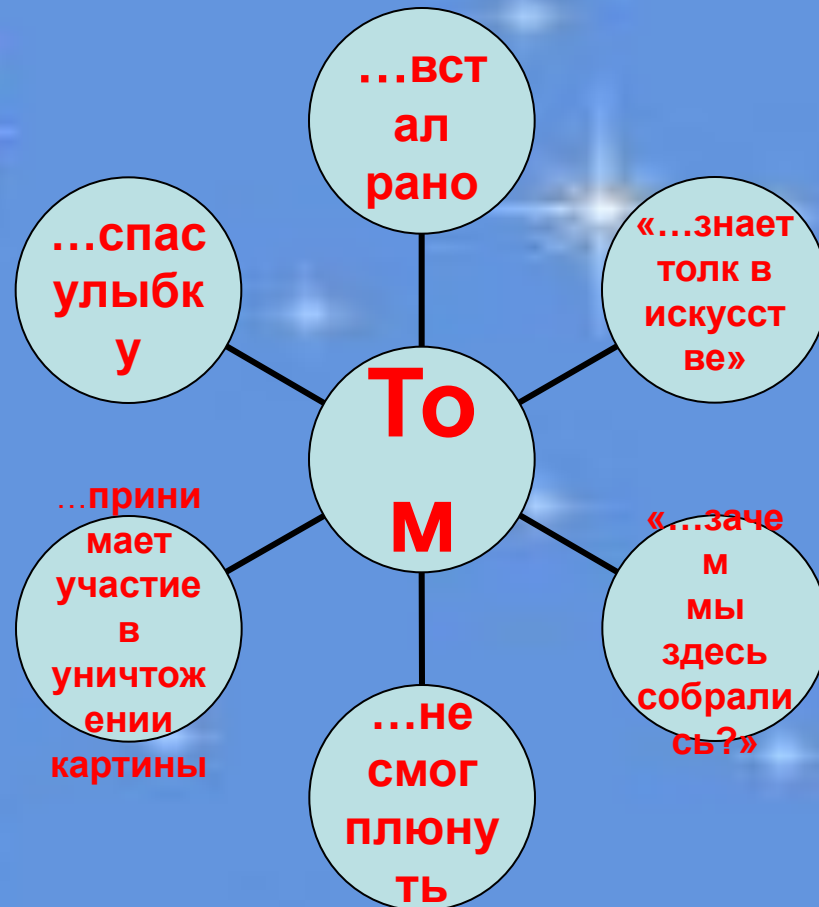 …вст
ал
рано
«…знает
толк в
искусст
ве»
«…заче
м
мы
здесь
собрали
сь?»
…не
смог
плюну
ть
…прини
мает
участие
в
уничтож
ении
картины
…спас
улыбк
у
То
м